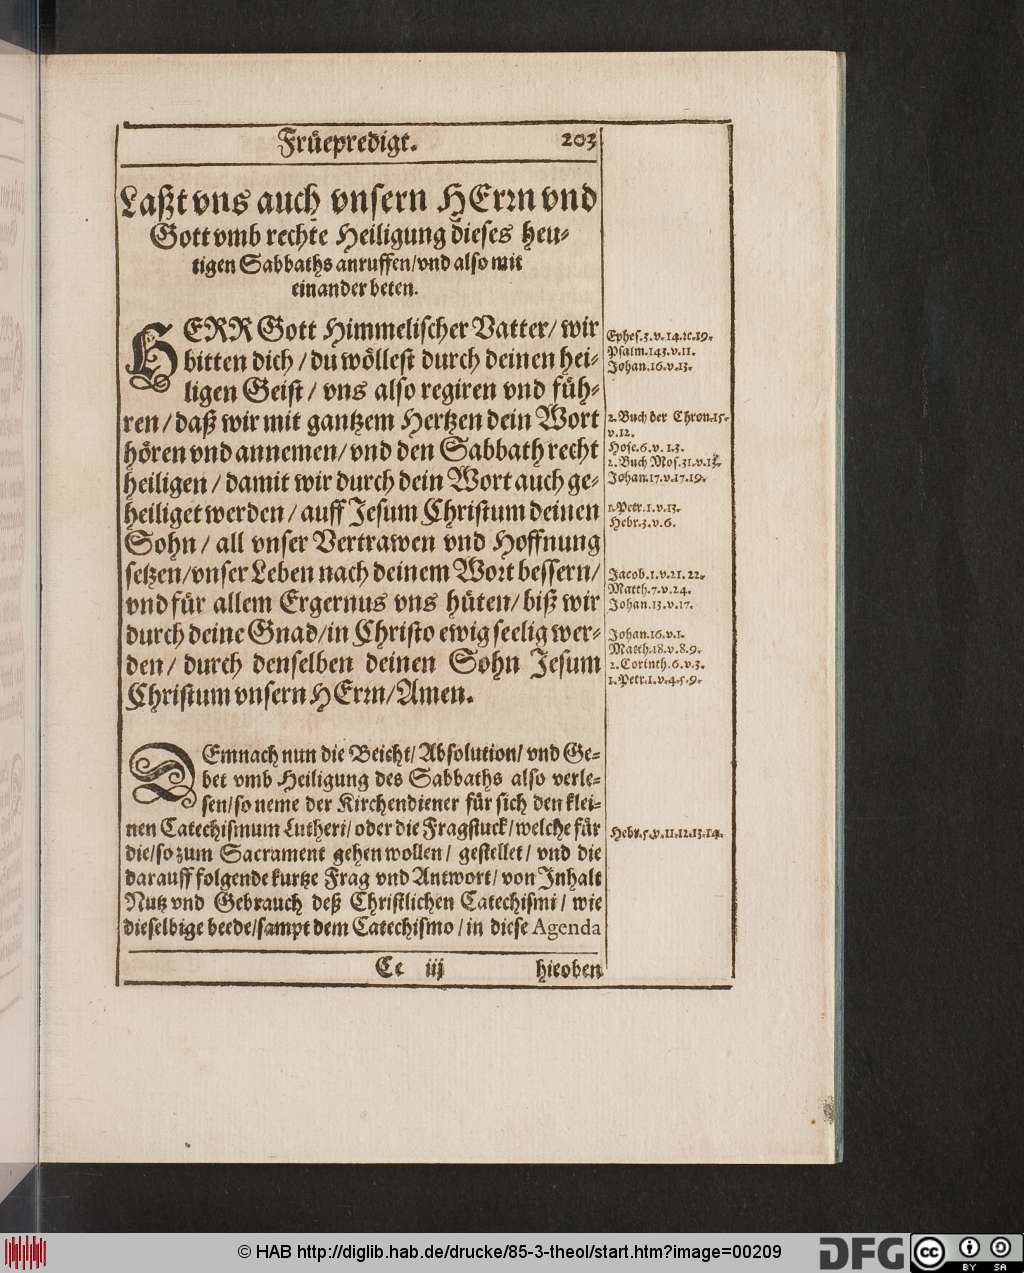 Früepredigt. 203
Laßt vns auch vnsern HErrn vnd
Gott vmb rechte Heiligung dieses heu-
tigen Sabbaths anruffen/vnd also mit
einander beten.
HERR Gott Himmelischer Vatter/ wir
bitten dich / du wöllest durch deinen hei-
ligen Geist / vns also regiren vnd füh-
ren / daß wir mit gantzem Hertzen dein Wort
hören vnd annemen/ vnd den Sabbath recht
heiligen / damit wir durch dein Wort auch ge-
heiliget werden / auff Jesum Christum deinen
Sohn / all vnser Vertrawen vnd Hoffnung
setzen/vnser Leben nach deinem Wort bessern/
vnd für allem Ergernus vns hüten/ biß wir
durch deine Gnad/in Christo ewig seelig wer-
den/ durch denselben deinen Sohn Jesum
Christum vnsern HErrn/Amen.
DEmnach nun die Beicht/ Absolution/ vnd Ge-
bet vmb Heiligung des Sabbaths also verle-
sen/so neme der Kirchendiener für sich den klei-
nen Catechismum Lutheri/ oder die Fragstuck/ welche für
die/so zum Sacrament gehen wollen/ gestellet/ vnd die
darauff folgende kurtze Frag vnd Antwort/ von Inhalt
Nutz vnd Gebrauch deß Christlichen Catechismi/ wie
dieselbige beede/sampt dem Catechismo / in diese Agenda
Cc iij hieoben
Ephes.3.v.14.ꝛc.19.
Psalm.143.v.11.
Johan.16.v.13.
2.Buch der Chron.15.
v.12.
Hose.6.v.1.3.
2.Buch Mos.31.v.13.
Johan.17.v.17.19.
1.Petr.1.v.13.
Hebr.3.v.6.
Jacob.1.v.21.22.
Matth.7.v.24.
Johan.13.v.17.
Johan.16.v.1.
Matth.18.v.8.9.
2.Corinth.6.v.3.
1.Petr.1.v.4.5.9.
Hebr.5.v.11.12.13.14.
© HAB http://diglib.hab.de/drucke/85-3-theol/start.htm?image=00209
DFG
cc BY SA